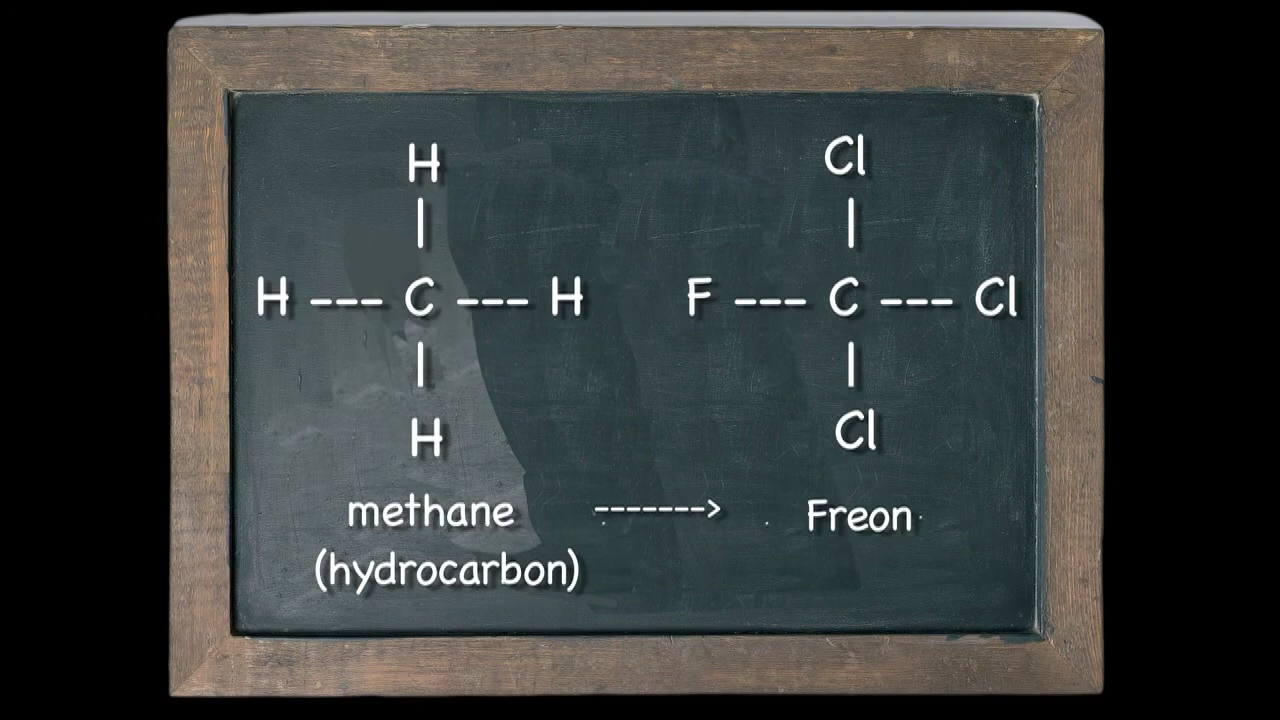 H
|
H --- C --- H
|
H
methane
(hydrocarbon)
------->
Cl
|
F --- C --- Cl
|
Cl
Freon